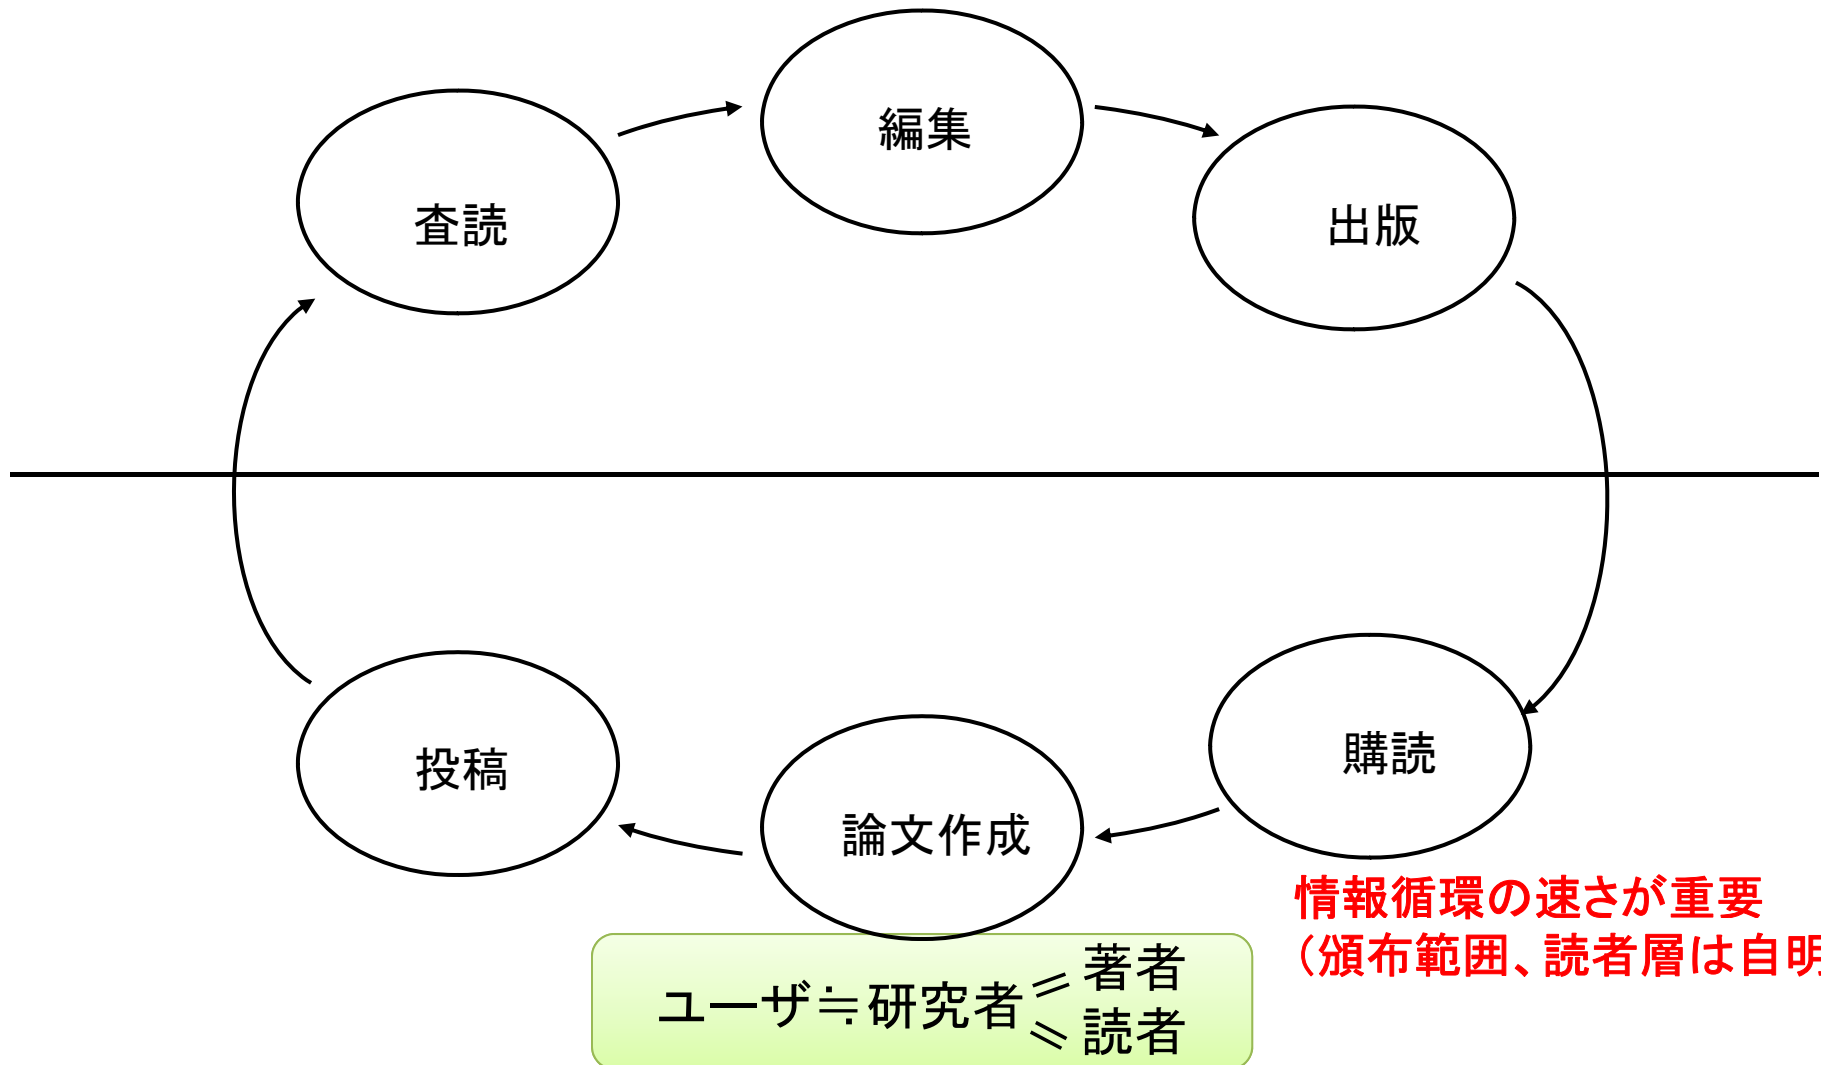 編集
査読
出版
購読
投稿
論文作成
情報循環の速さが重要
（頒布範囲、読者層は自明
ユーザ≒研究者＝著者
＝読者